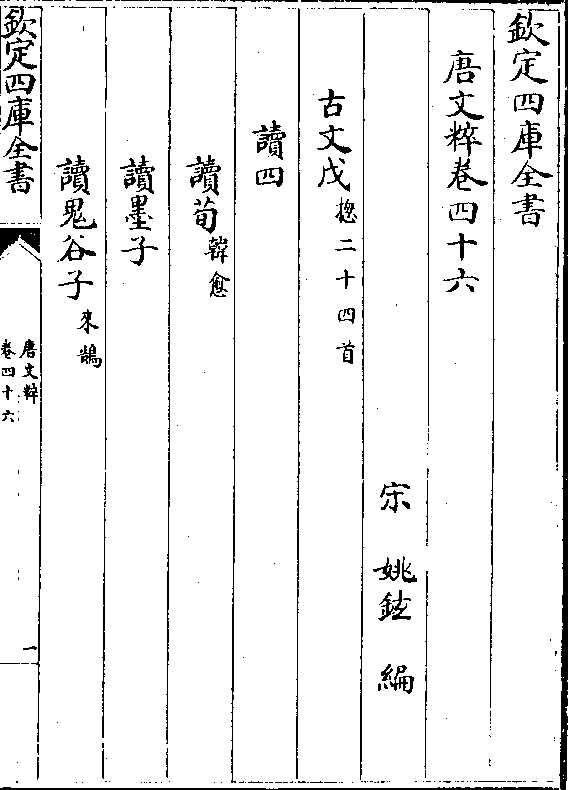 欽定四庫全書
唐文粹卷四十六
宋 姚鉉 編
古文戊 揔二十四首
讀四
讀荀 韓愈
讀墨子
讀鬼谷子 來鵠
欽定四庫全書
唐文粹
卷四十六
一